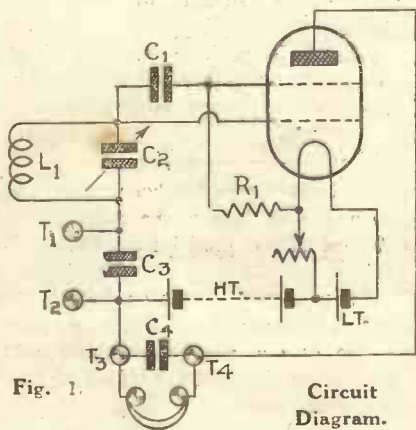 C1
L1
C2
R1
T1
C3
T2
HT.
LT.
C4
T3
T4
Fig. 1.
Circuit
Diagram.